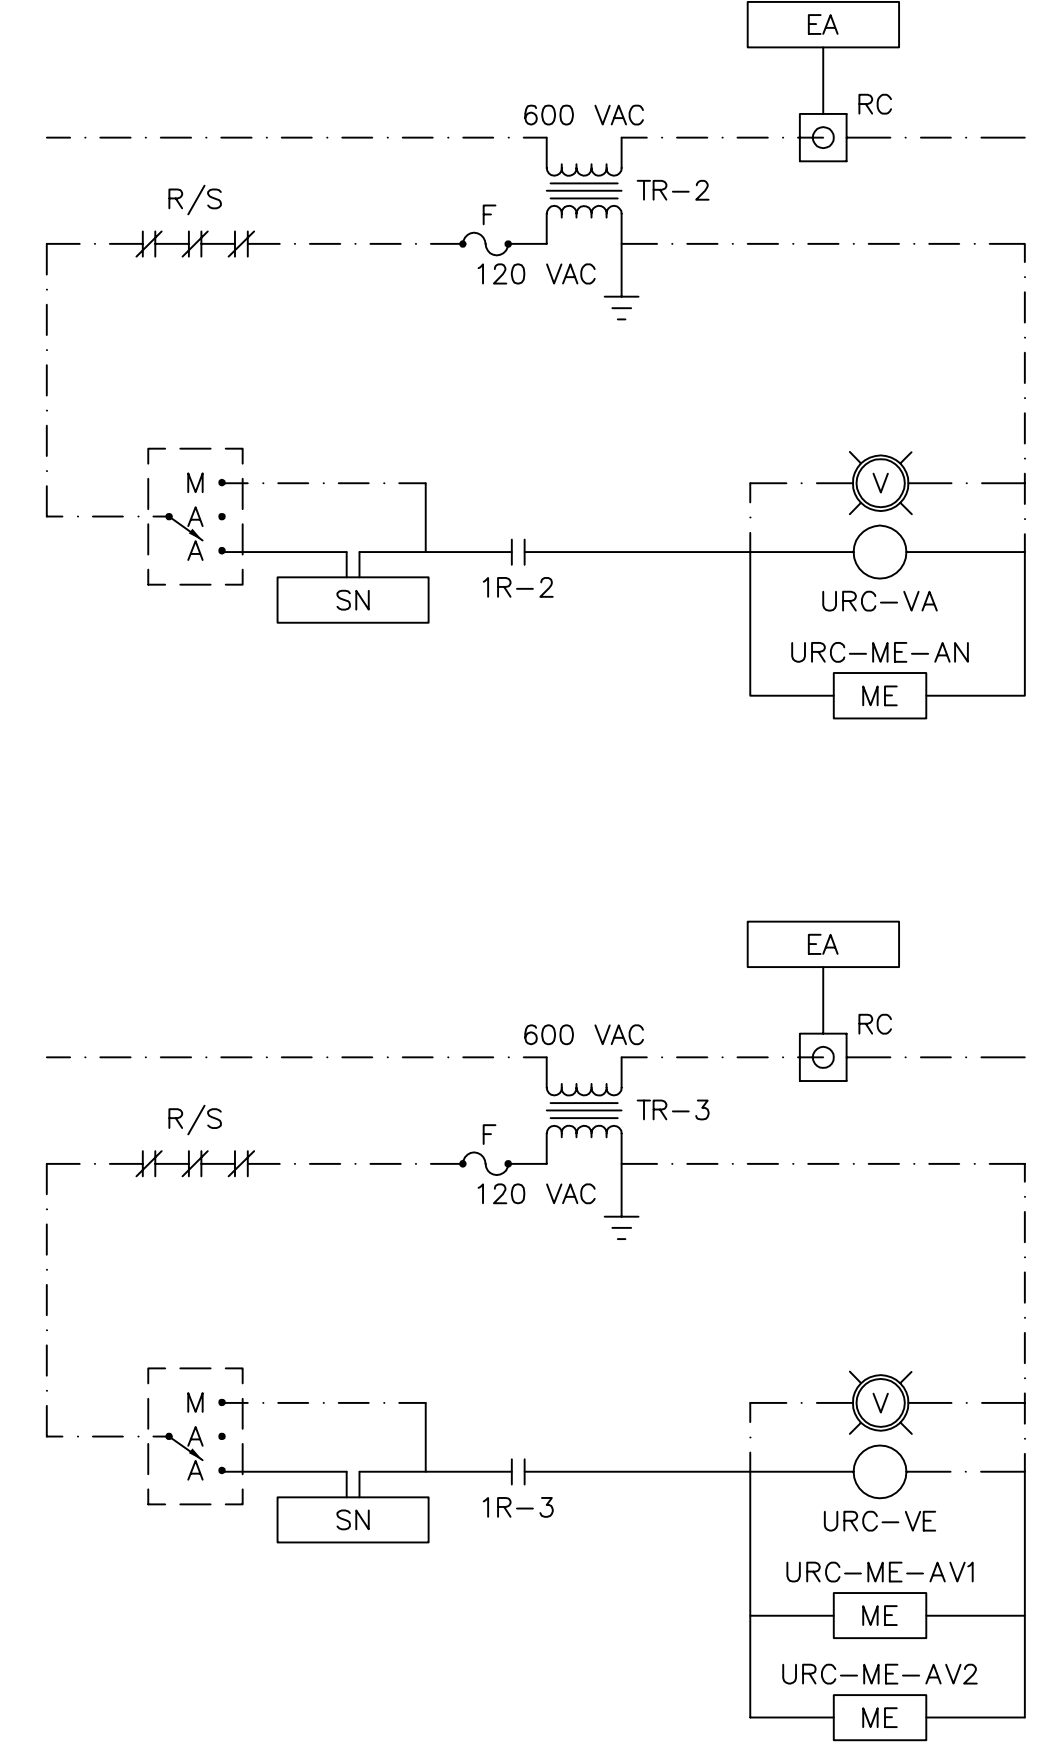 EA
RC
600 VAC
TR-2
R/S
F
120 VAC
M
V
A
A
1R-2
SN
URC-VA
URC-ME-AN
ME
EA
RC
600 VAC
TR-3
R/S
F
120 VAC
M
V
A
A
1R-3
SN
URC-VE
URC-ME-AV1
ME
URC-ME-AV2
ME